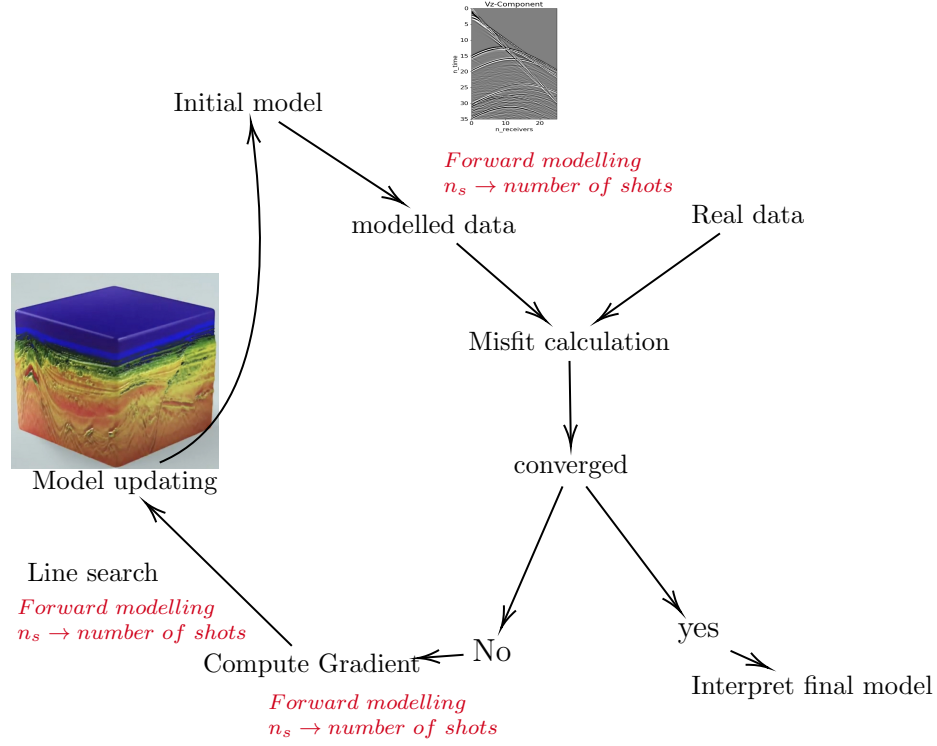 Vz-Component
0
5
10
15
20
25
30
35
n_time
0 10 20
n_receivers
Initial model
Forward modelling
n_s → number of shots
modelled data
Real data
Misfit calculation
converged
Model updating
Line search
Forward modelling
n_s → number of shots
No
yes
Compute Gradient
Interpret final model
Forward modelling
n_s → number of shots